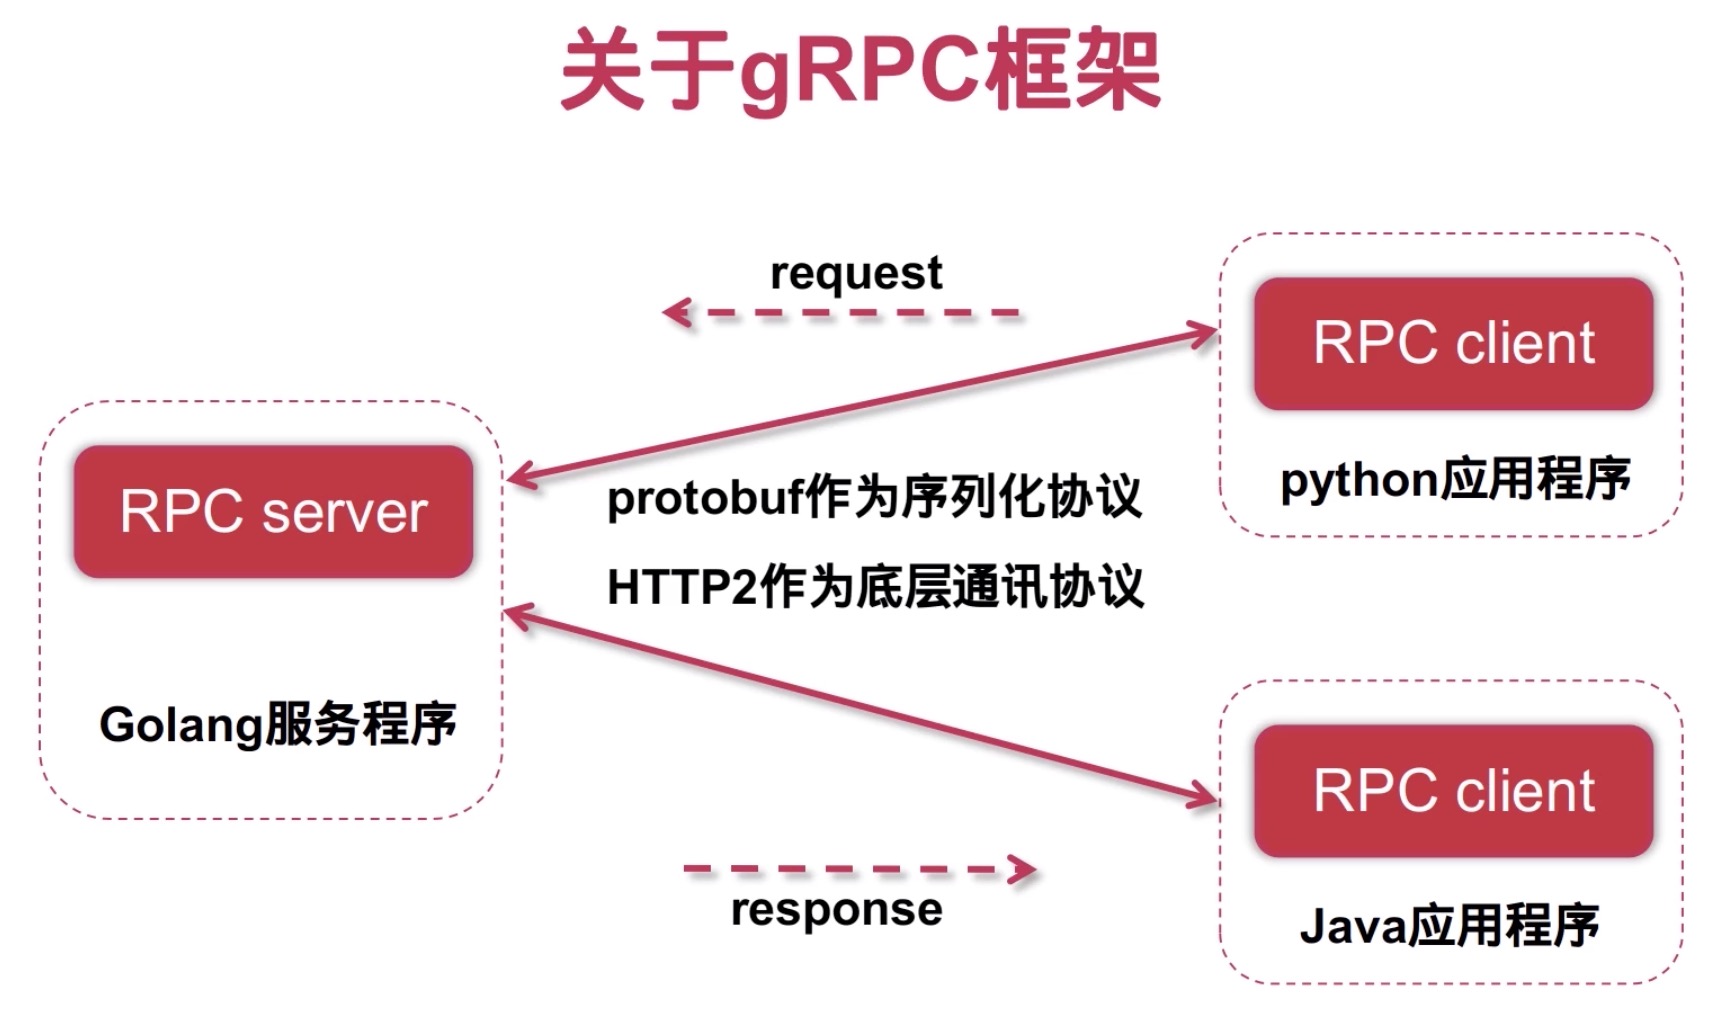 关于gRPC框架
request
RPC client
python应用程序
RPC server
protobuf作为序列化协议
HTTP2作为底层通讯协议
Golang服务程序
RPC client
Java应用程序
response